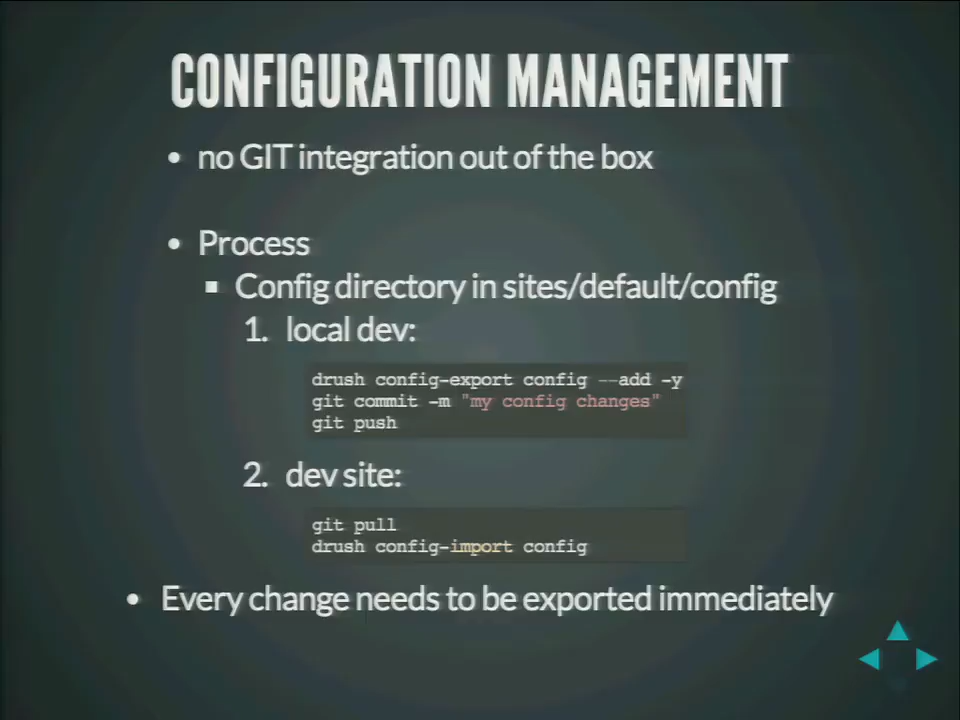 CONFIGURATION MANAGEMENT
• no GIT integration out of the box
• Process
▪ Config directory in sites/default/config
1. local dev:
drush config-export config --add -y
git commit -m "my config changes"
git push
2. dev site:
git pull
drush config-import config
• Every change needs to be exported immediately